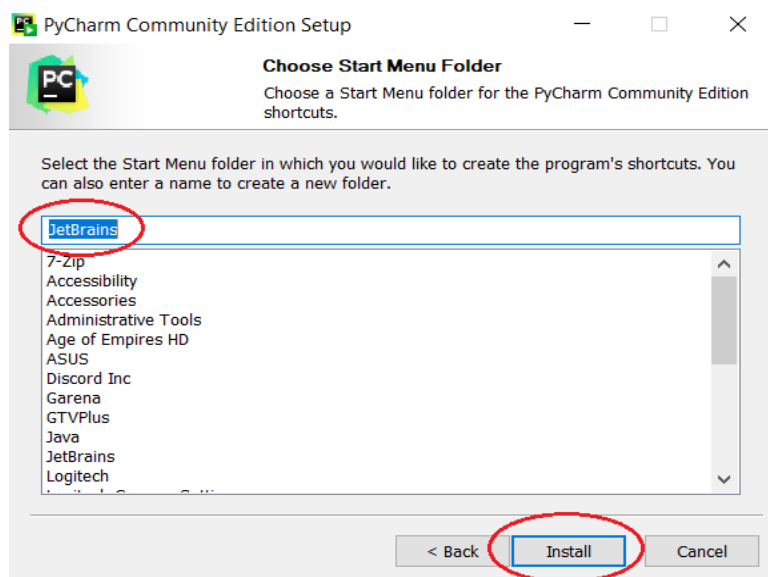 PyCharm Community Edition Setup
PC
Choose Start Menu Folder
Choose a Start Menu folder for the PyCharm Community Edition
shortcuts.
Select the Start Menu folder in which you would like to create the program's shortcuts. You
can also enter a name to create a new folder.
JetBrains
7-Zip
Accessibility
Accessories
Administrative Tools
Age of Empires HD
ASUS
Discord Inc
Garena
GTVPlus
Java
JetBrains
Logitech
< Back Install Cancel